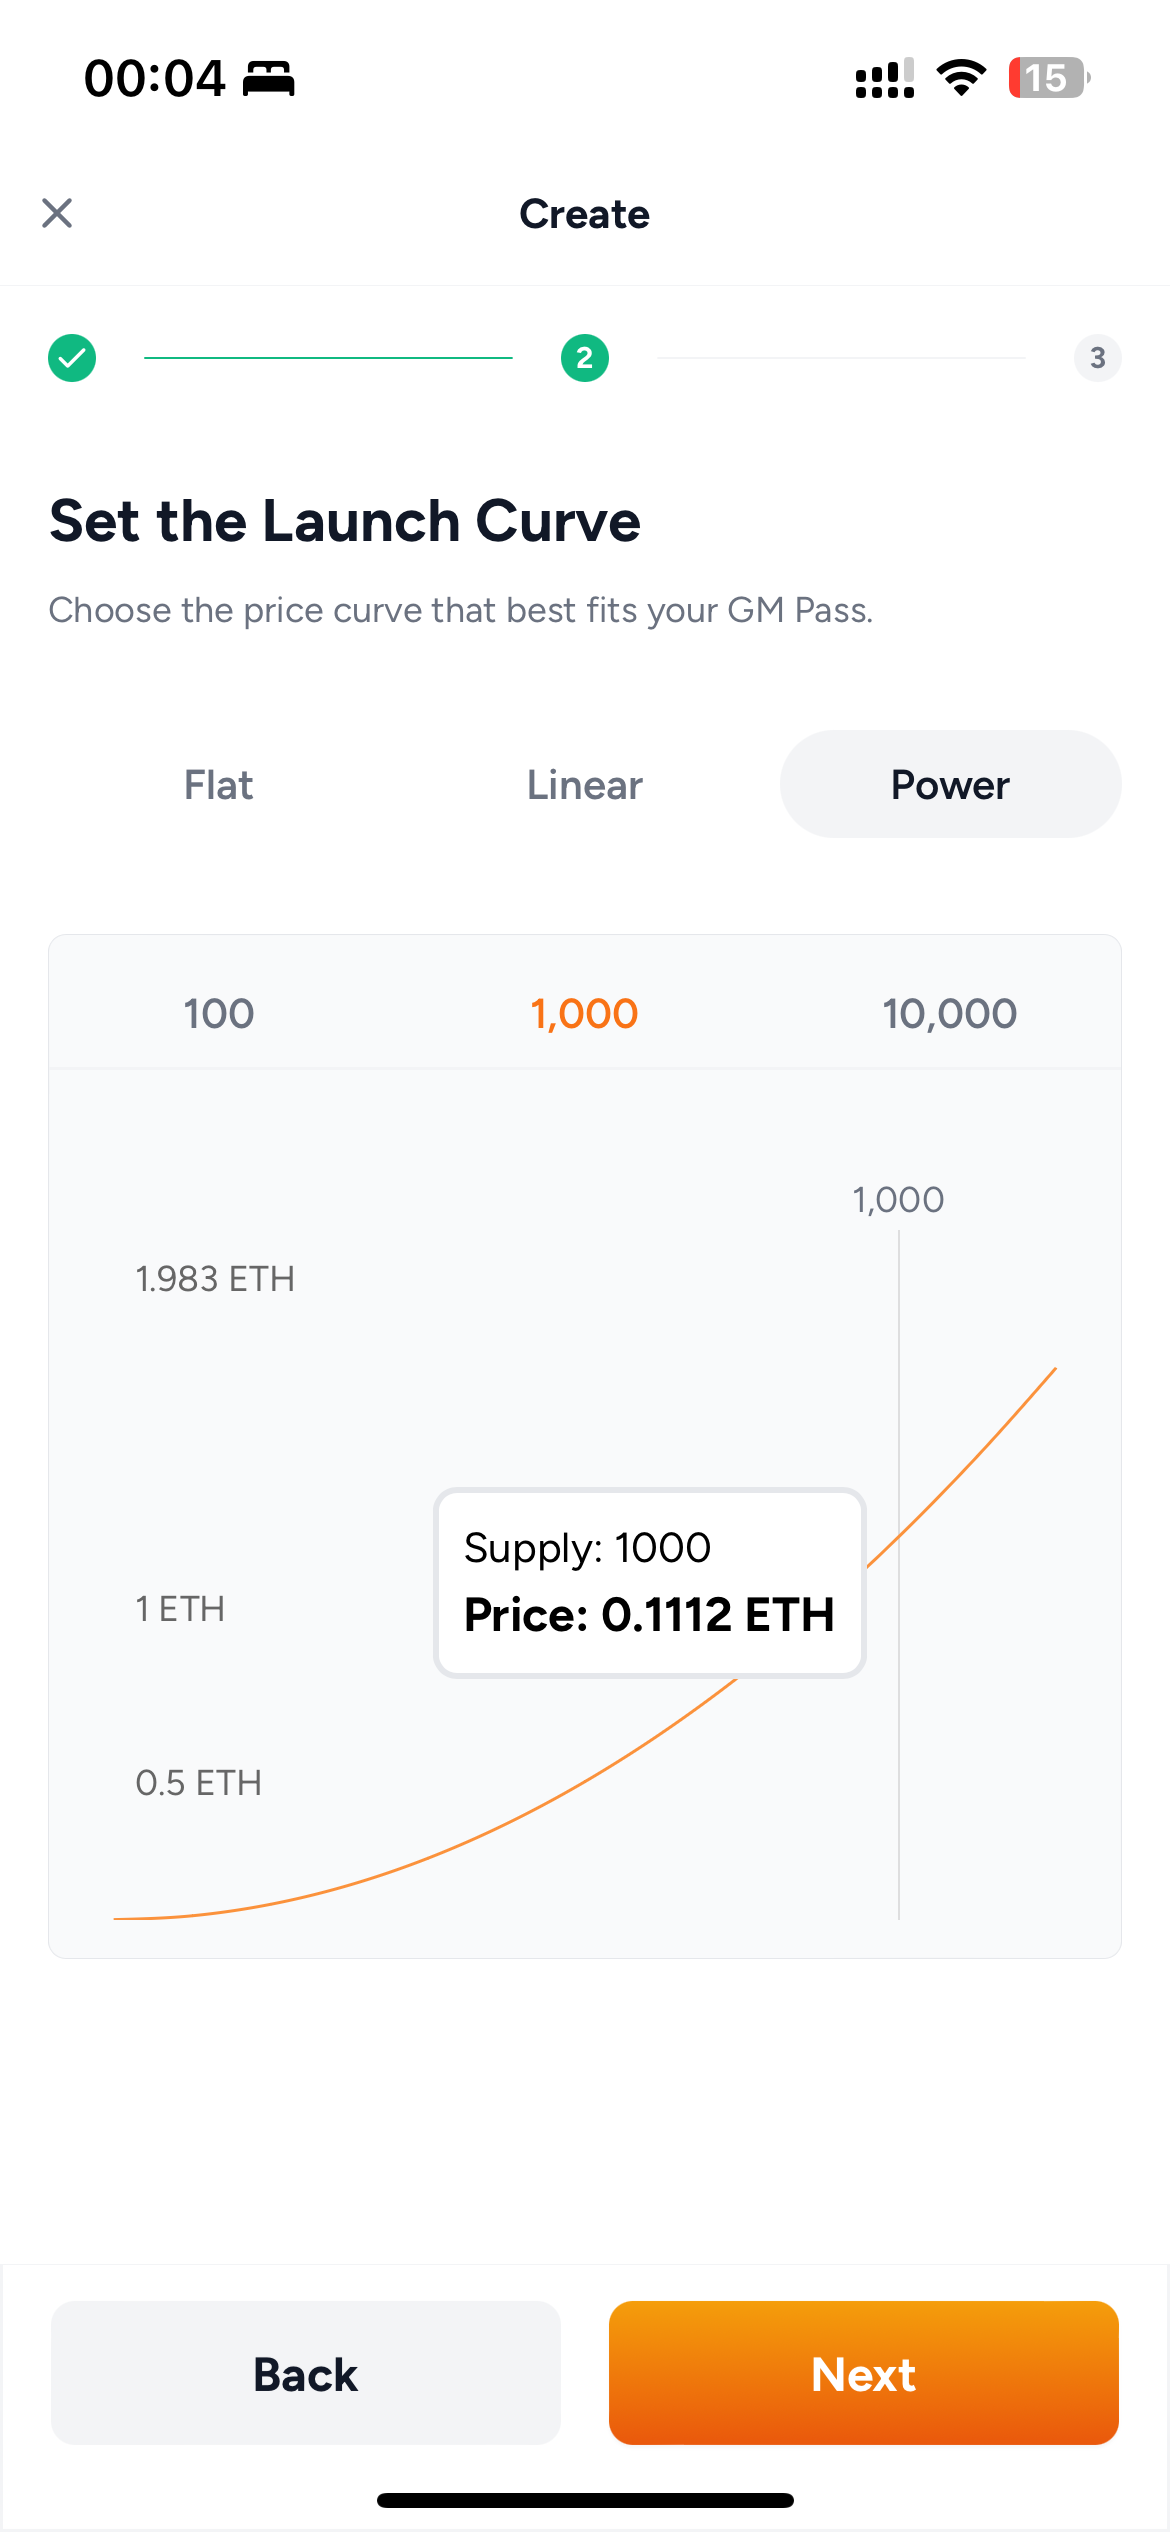 00:04
15
Create
2
3
Set the Launch Curve
Choose the price curve that best fits your GM Pass.
Flat
Linear
Power
100
1,000
10,000
1,000
1.983 ETH
Supply: 1000
Price: 0.1112 ETH
1 ETH
0.5 ETH
Back
Next